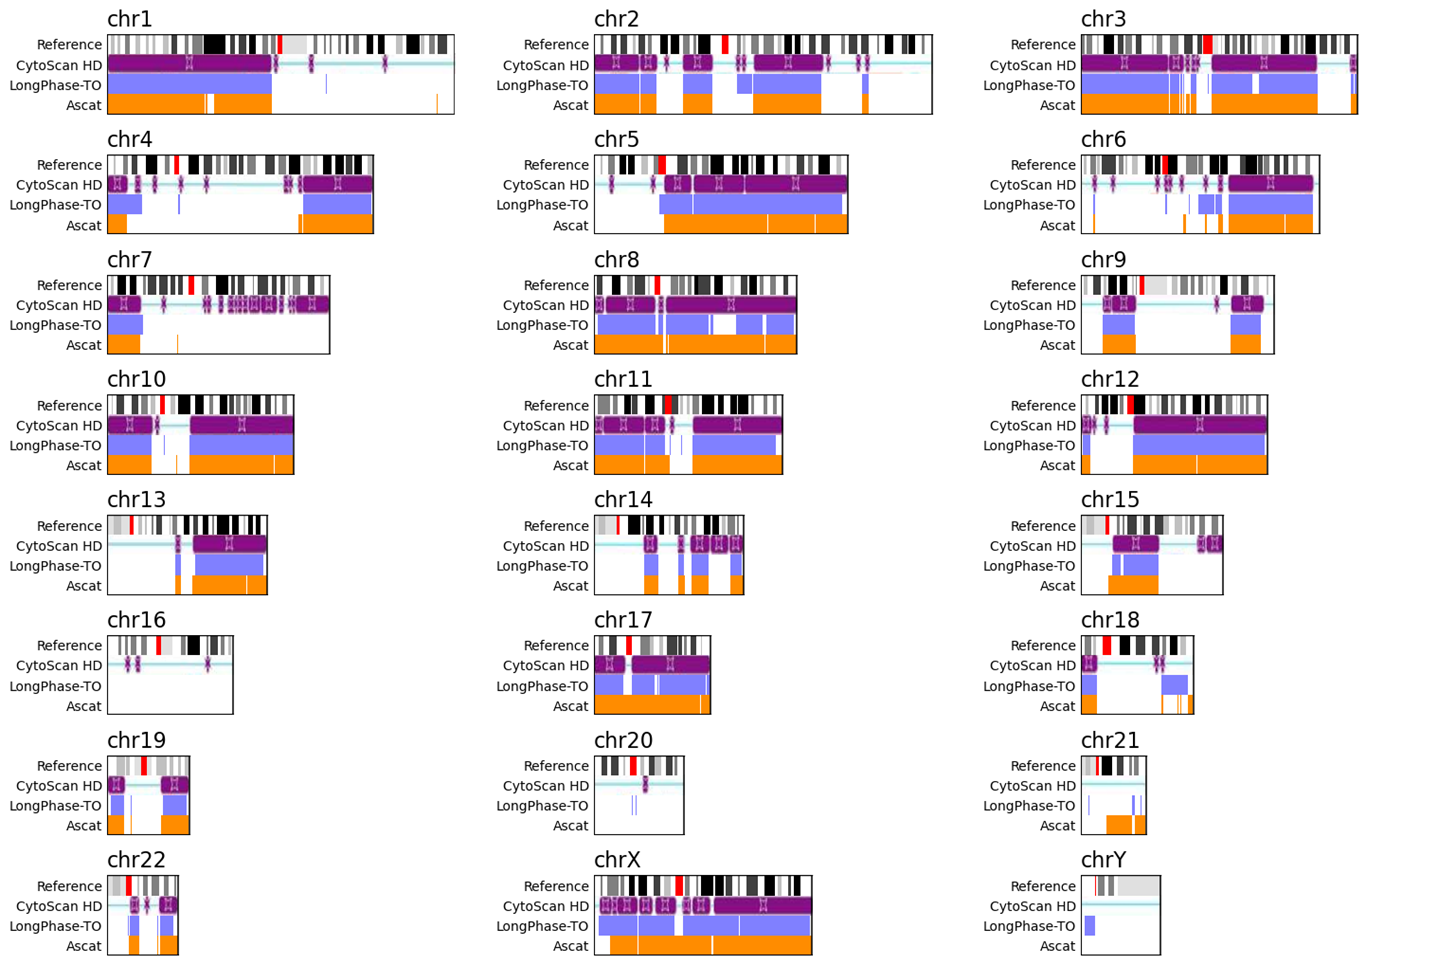 chr1
Reference
CytoScan HD
LongPhase-TO
Ascat
chr2
Reference
CytoScan HD
LongPhase-TO
Ascat
chr3
Reference
CytoScan HD
LongPhase-TO
Ascat
chr4
Reference
CytoScan HD
LongPhase-TO
Ascat
chr5
Reference
CytoScan HD
LongPhase-TO
Ascat
chr6
Reference
CytoScan HD
LongPhase-TO
Ascat
chr7
Reference
CytoScan HD
LongPhase-TO
Ascat
chr8
Reference
CytoScan HD
LongPhase-TO
Ascat
chr9
Reference
CytoScan HD
LongPhase-TO
Ascat
chr10
Reference
CytoScan HD
LongPhase-TO
Ascat
chr11
Reference
CytoScan HD
LongPhase-TO
Ascat
chr12
Reference
CytoScan HD
LongPhase-TO
Ascat
chr13
Reference
CytoScan HD
LongPhase-TO
Ascat
chr14
Reference
CytoScan HD
LongPhase-TO
Ascat
chr15
Reference
CytoScan HD
LongPhase-TO
Ascat
chr16
Reference
CytoScan HD
LongPhase-TO
Ascat
chr17
Reference
CytoScan HD
LongPhase-TO
Ascat
chr18
Reference
CytoScan HD
LongPhase-TO
Ascat
chr19
Reference
CytoScan HD
LongPhase-TO
Ascat
chr20
Reference
CytoScan HD
LongPhase-TO
Ascat
chr21
Reference
CytoScan HD
LongPhase-TO
Ascat
chr22
Reference
CytoScan HD
LongPhase-TO
Ascat
chrX
Reference
CytoScan HD
LongPhase-TO
Ascat
chrY
Reference
CytoScan HD
LongPhase-TO
Ascat